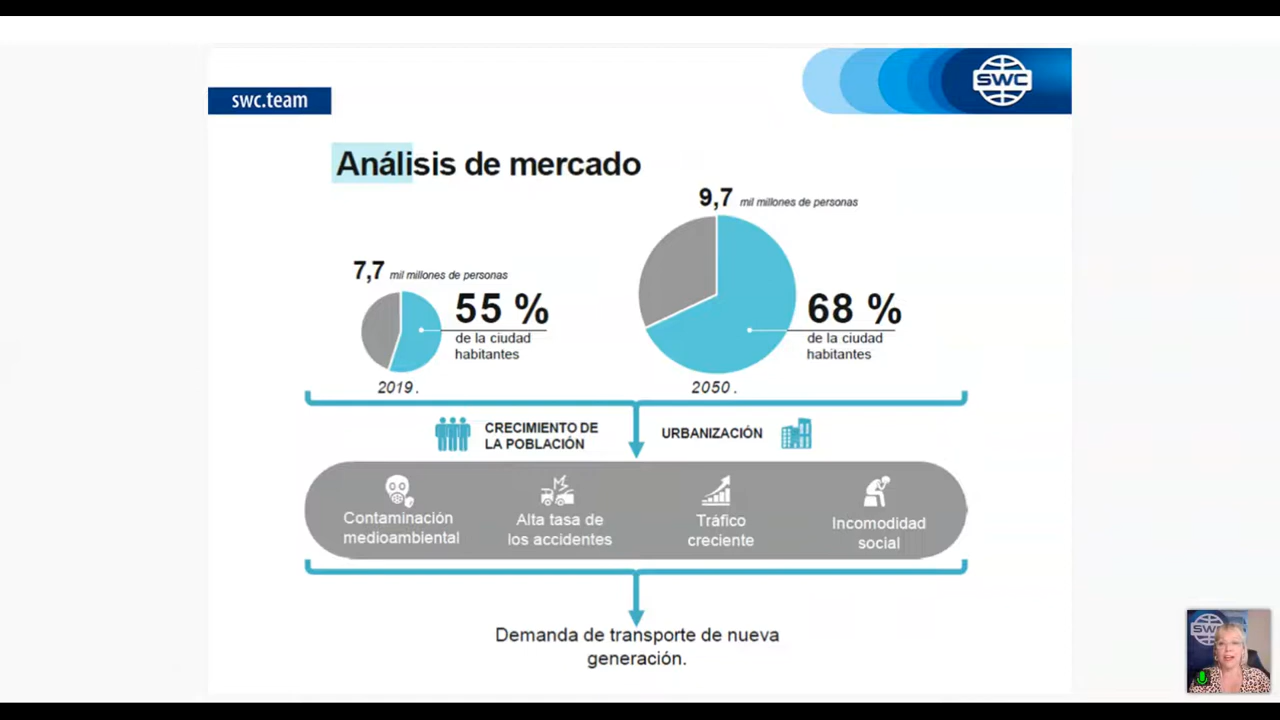 swc.team
SWC
Análisis de mercado
9,7 mil millones de personas
7,7 mil millones de personas
55 %
de la ciudad
habitantes
68 %
de la ciudad
habitantes
2019.
2050.
CRECIMIENTO DE
LA POBLACIÓN
URBANIZACIÓN
Contaminación
medioambiental
Alta tasa de
los accidentes
Tráfico
creciente
Incomodidad
social
Demanda de transporte de nueva
generación.
SWC